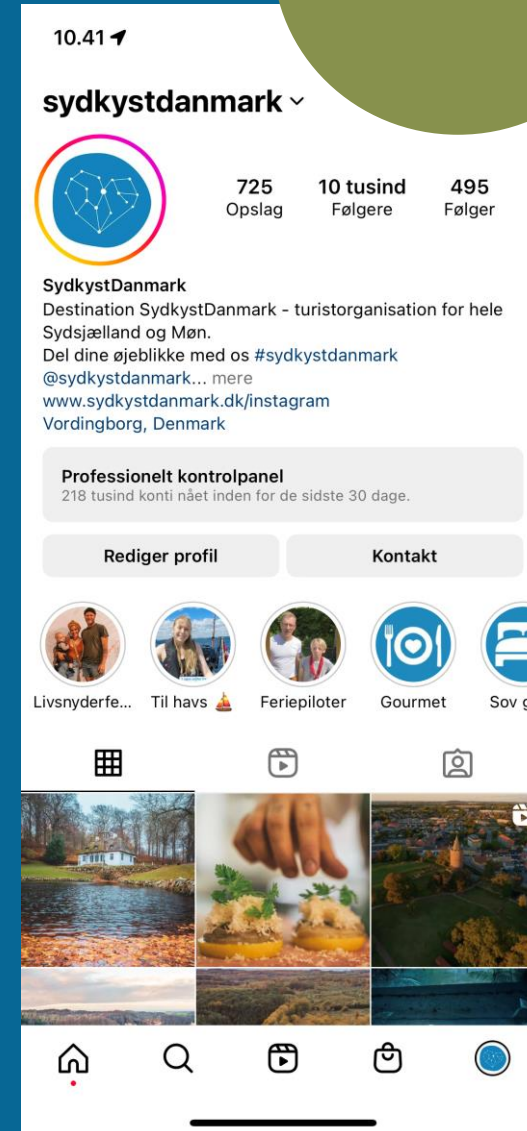 10.41
sydkystdanmark
725
Opslag
10 tusind
Følgere
495
Følger
SydkystDanmark
Destination SydkystDanmark - turistorganisation for hele
Sydsjælland og Møn.
Del dine øjeblikke med os #sydkystdanmark
@sydkystdanmark... mere
www.sydkystdanmark.dk/instagram
Vordingborg, Denmark
Professionelt kontrolpanel
218 tusind konti nået inden for de sidste 30 dage.
Rediger profil
Kontakt
Livsnyderfe...
Til havs
Feriepiloter
Gourmet
Sov g